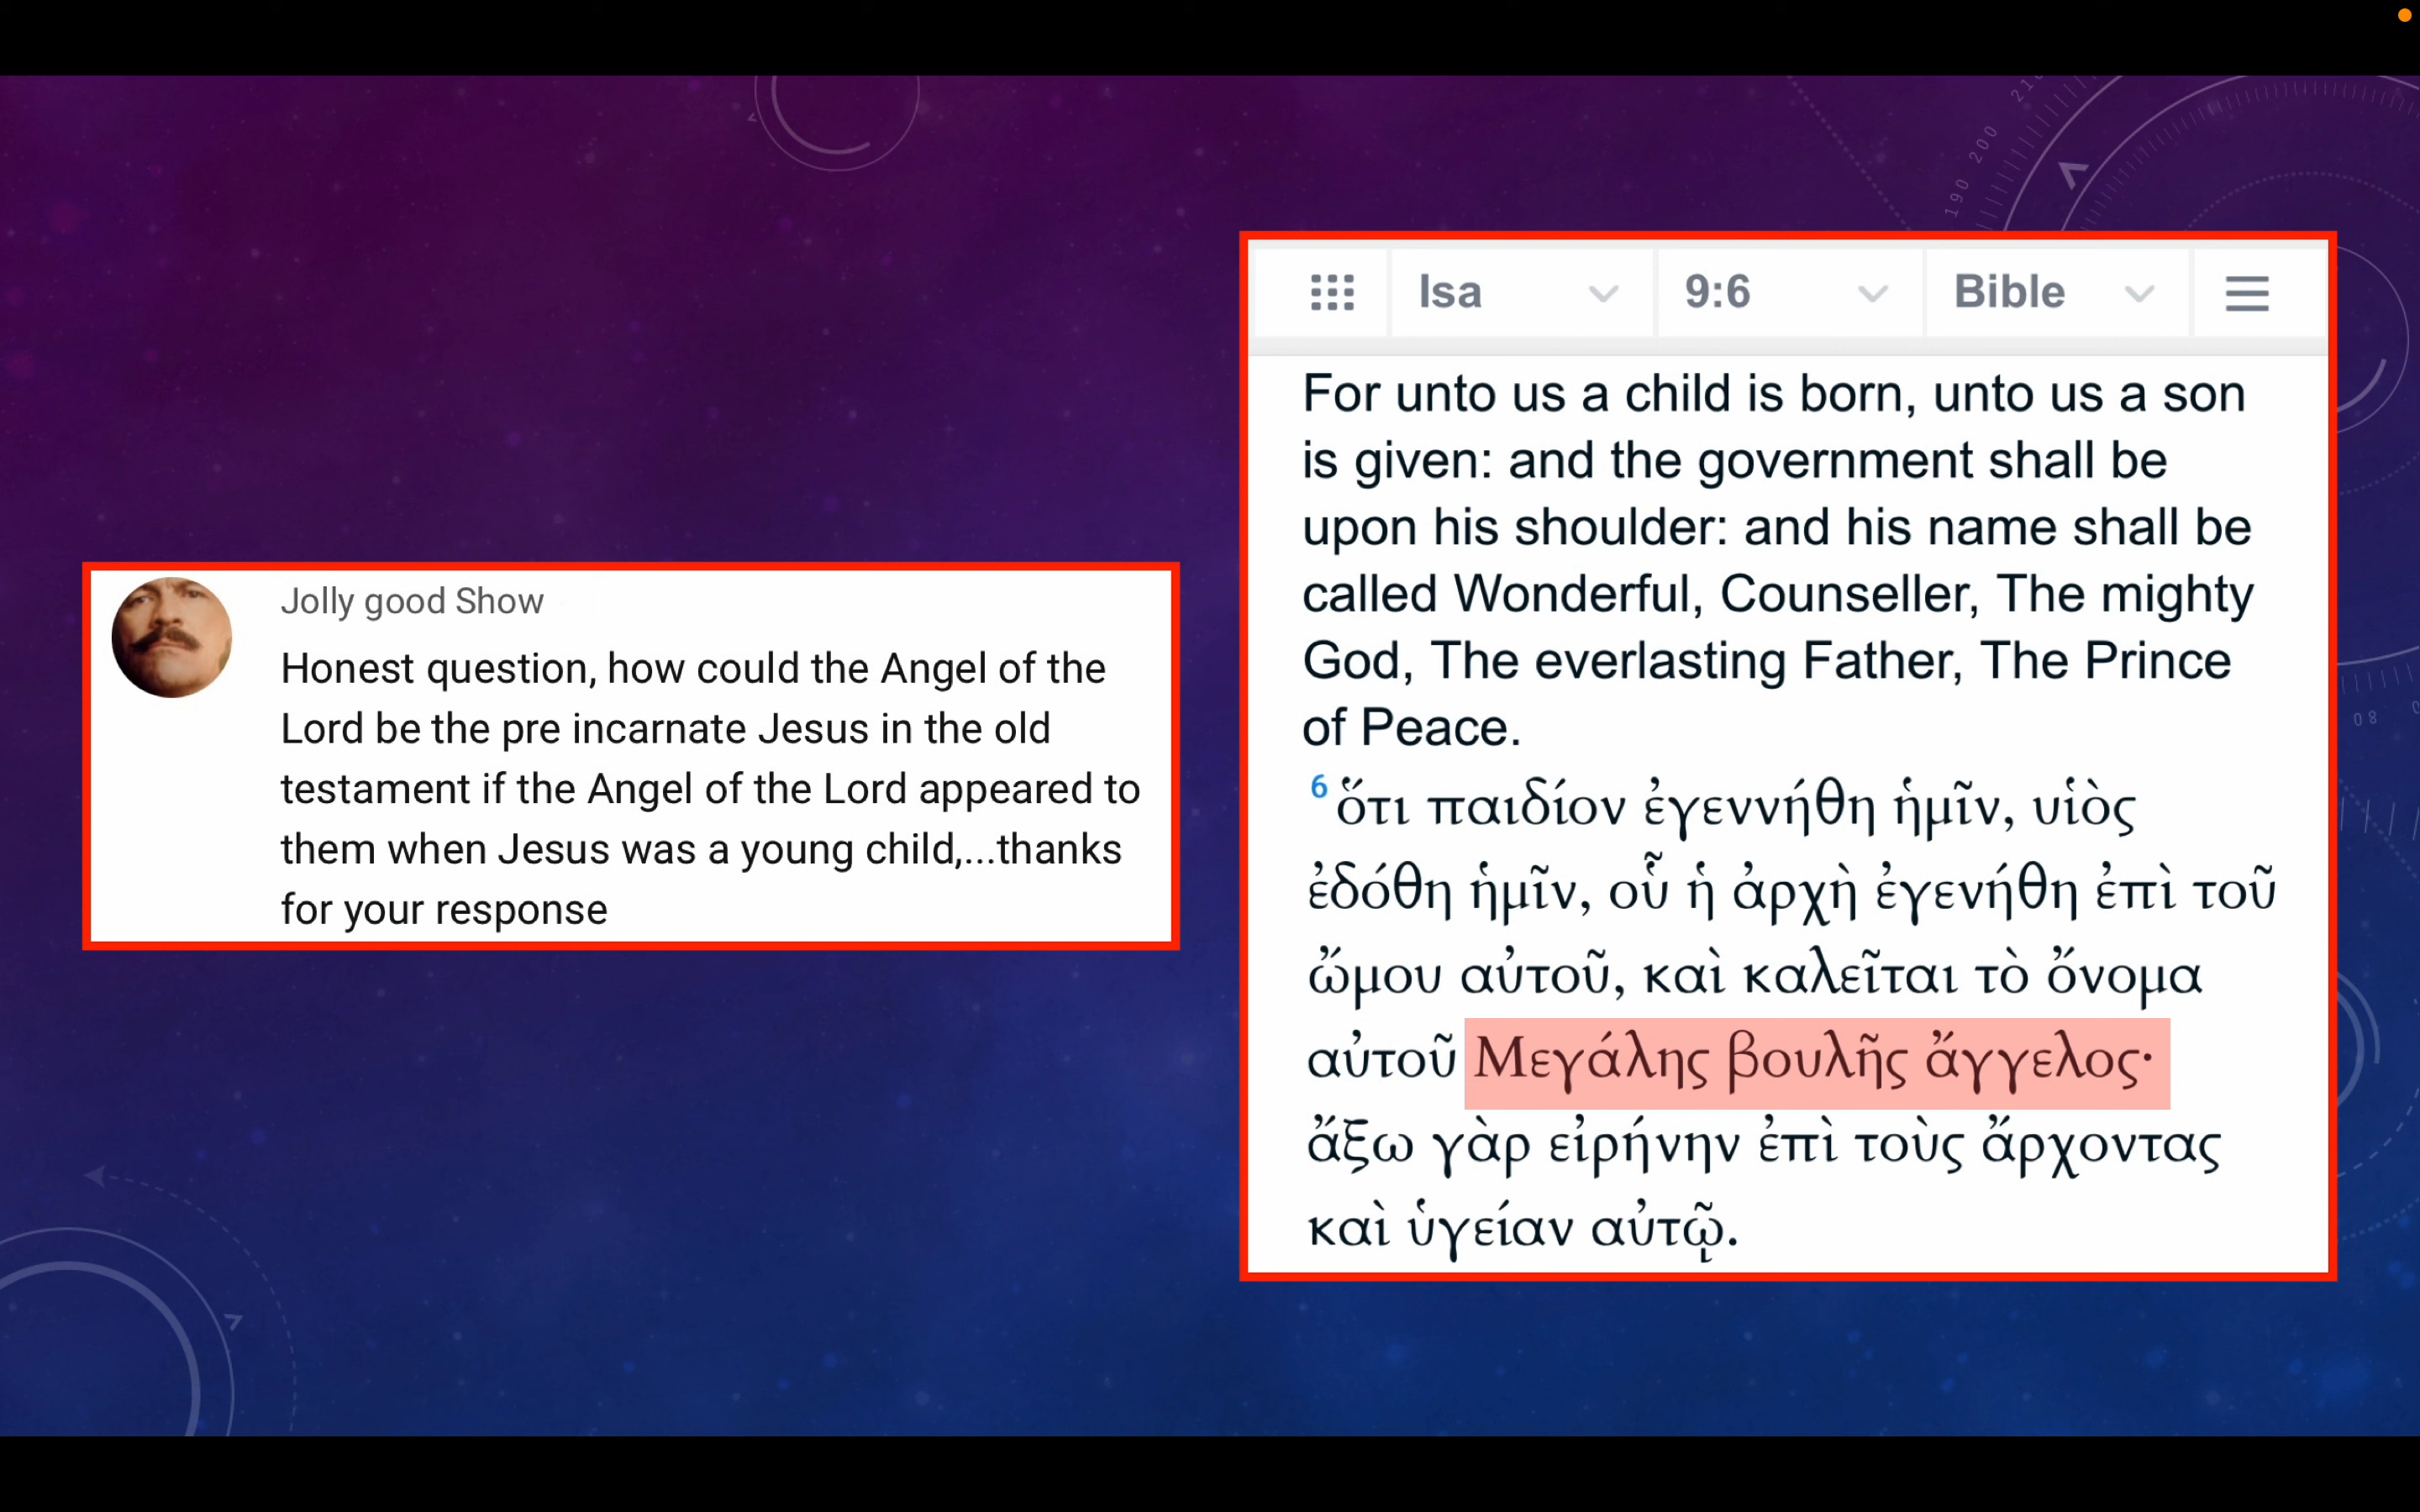 Jolly good Show
Honest question, how could the Angel of the
Lord be the pre incarnate Jesus in the old
testament if the Angel of the Lord appeared to
them when Jesus was a young child,...thanks
for your response
Isa 9:6 Bible
For unto us a child is born, unto us a son
is given: and the government shall be
upon his shoulder: and his name shall be
called Wonderful, Counseller, The mighty
God, The everlasting Father, The Prince
of Peace.
6 ὅτι παιδίον ἐγεννήθη ἡμῖν, υἱὸς
ἐδόθη ἡμῖν, οὗ ἡ ἀρχὴ ἐγενήθη ἐπὶ τοῦ
ὤμου αὐτοῦ, καὶ καλεῖται τὸ ὄνομα
αὐτοῦ Μεγάλης βουλῆς ἄγγελος·
ἄξω γὰρ εἰρήνην ἐπὶ τοὺς ἄρχοντας
καὶ ὑγείαν αὐτῷ.
190 200
80